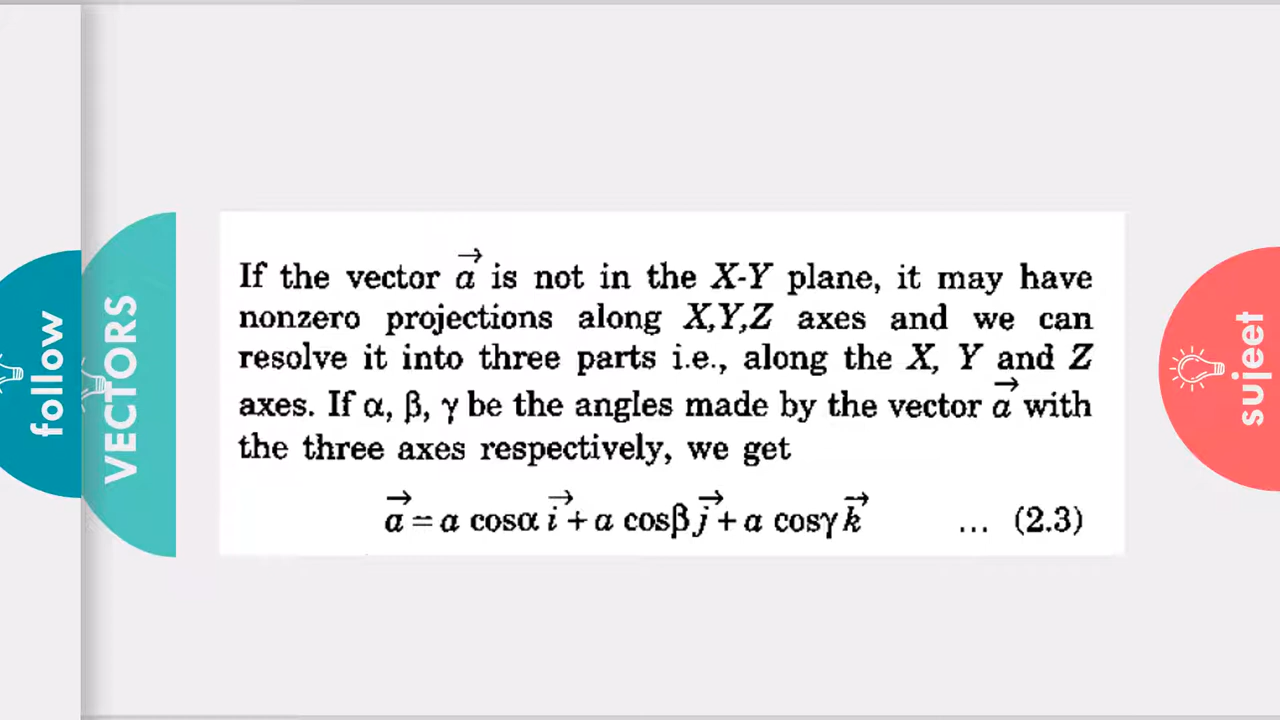 follow
VECTORS
If the vector a⃗ is not in the X-Y plane, it may have
nonzero projections along X,Y,Z axes and we can
resolve it into three parts i.e., along the X, Y and Z
axes. If α, β, γ be the angles made by the vector a⃗ with
the three axes respectively, we get
a⃗ = a cosα i⃗ + a cosβ j⃗ + a cosγ k⃗ ... (2.3)
sujeet